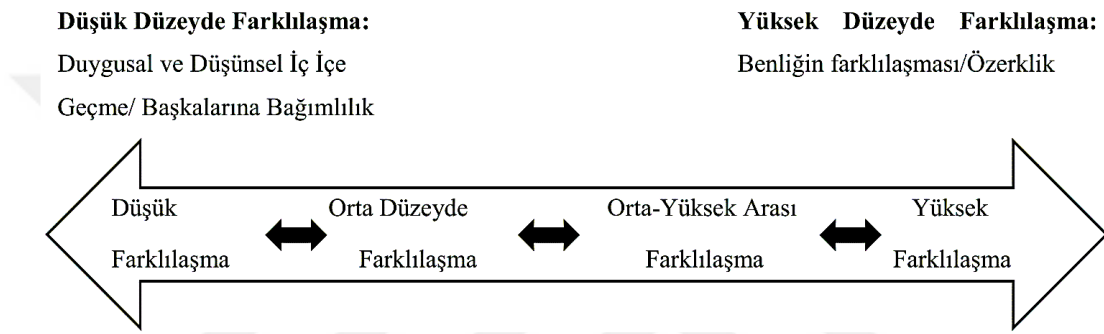 Düşük Düzeyde Farklılaşma:
Duygusal ve Düşünsel İç İçe
Geçme/ Başkalarına Bağımlılık
Yüksek Düzeyde Farklılaşma:
Benliğin farklılaşması/Özerklik
Düşük
Farklılaşma
Orta Düzeyde
Farklılaşma
Orta-Yüksek Arası
Farklılaşma
Yüksek
Farklılaşma